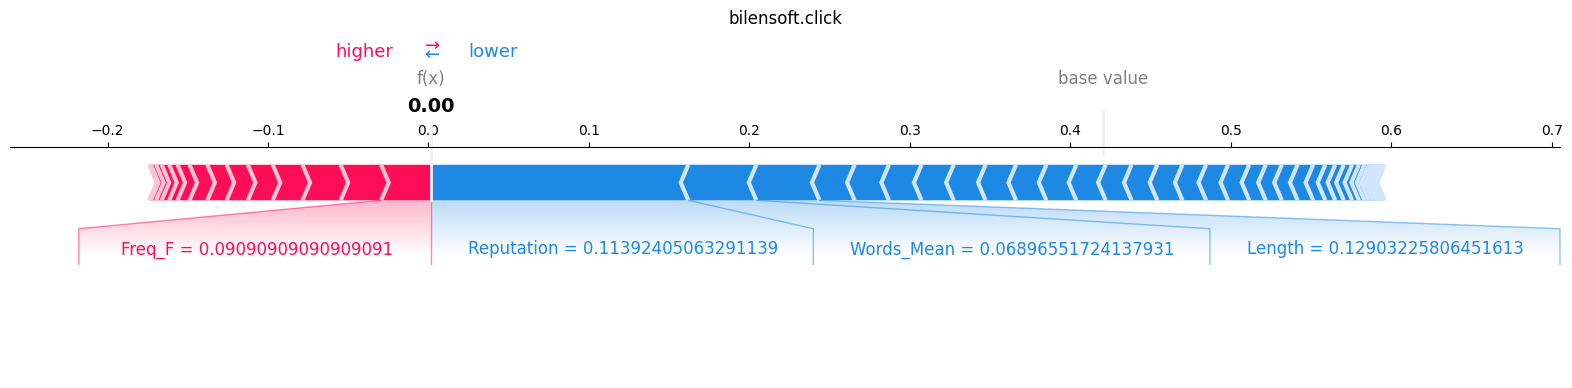 bilensoft.click
higher → lower
←
f(x) base value
0.00
−0.2 −0.1 0.0 0.1 0.2 0.3 0.4 0.5 0.6 0.7
Freq_F = 0.09090909090909091 Reputation = 0.11392405063291139 Words_Mean = 0.06896551724137931 Length = 0.12903225806451613